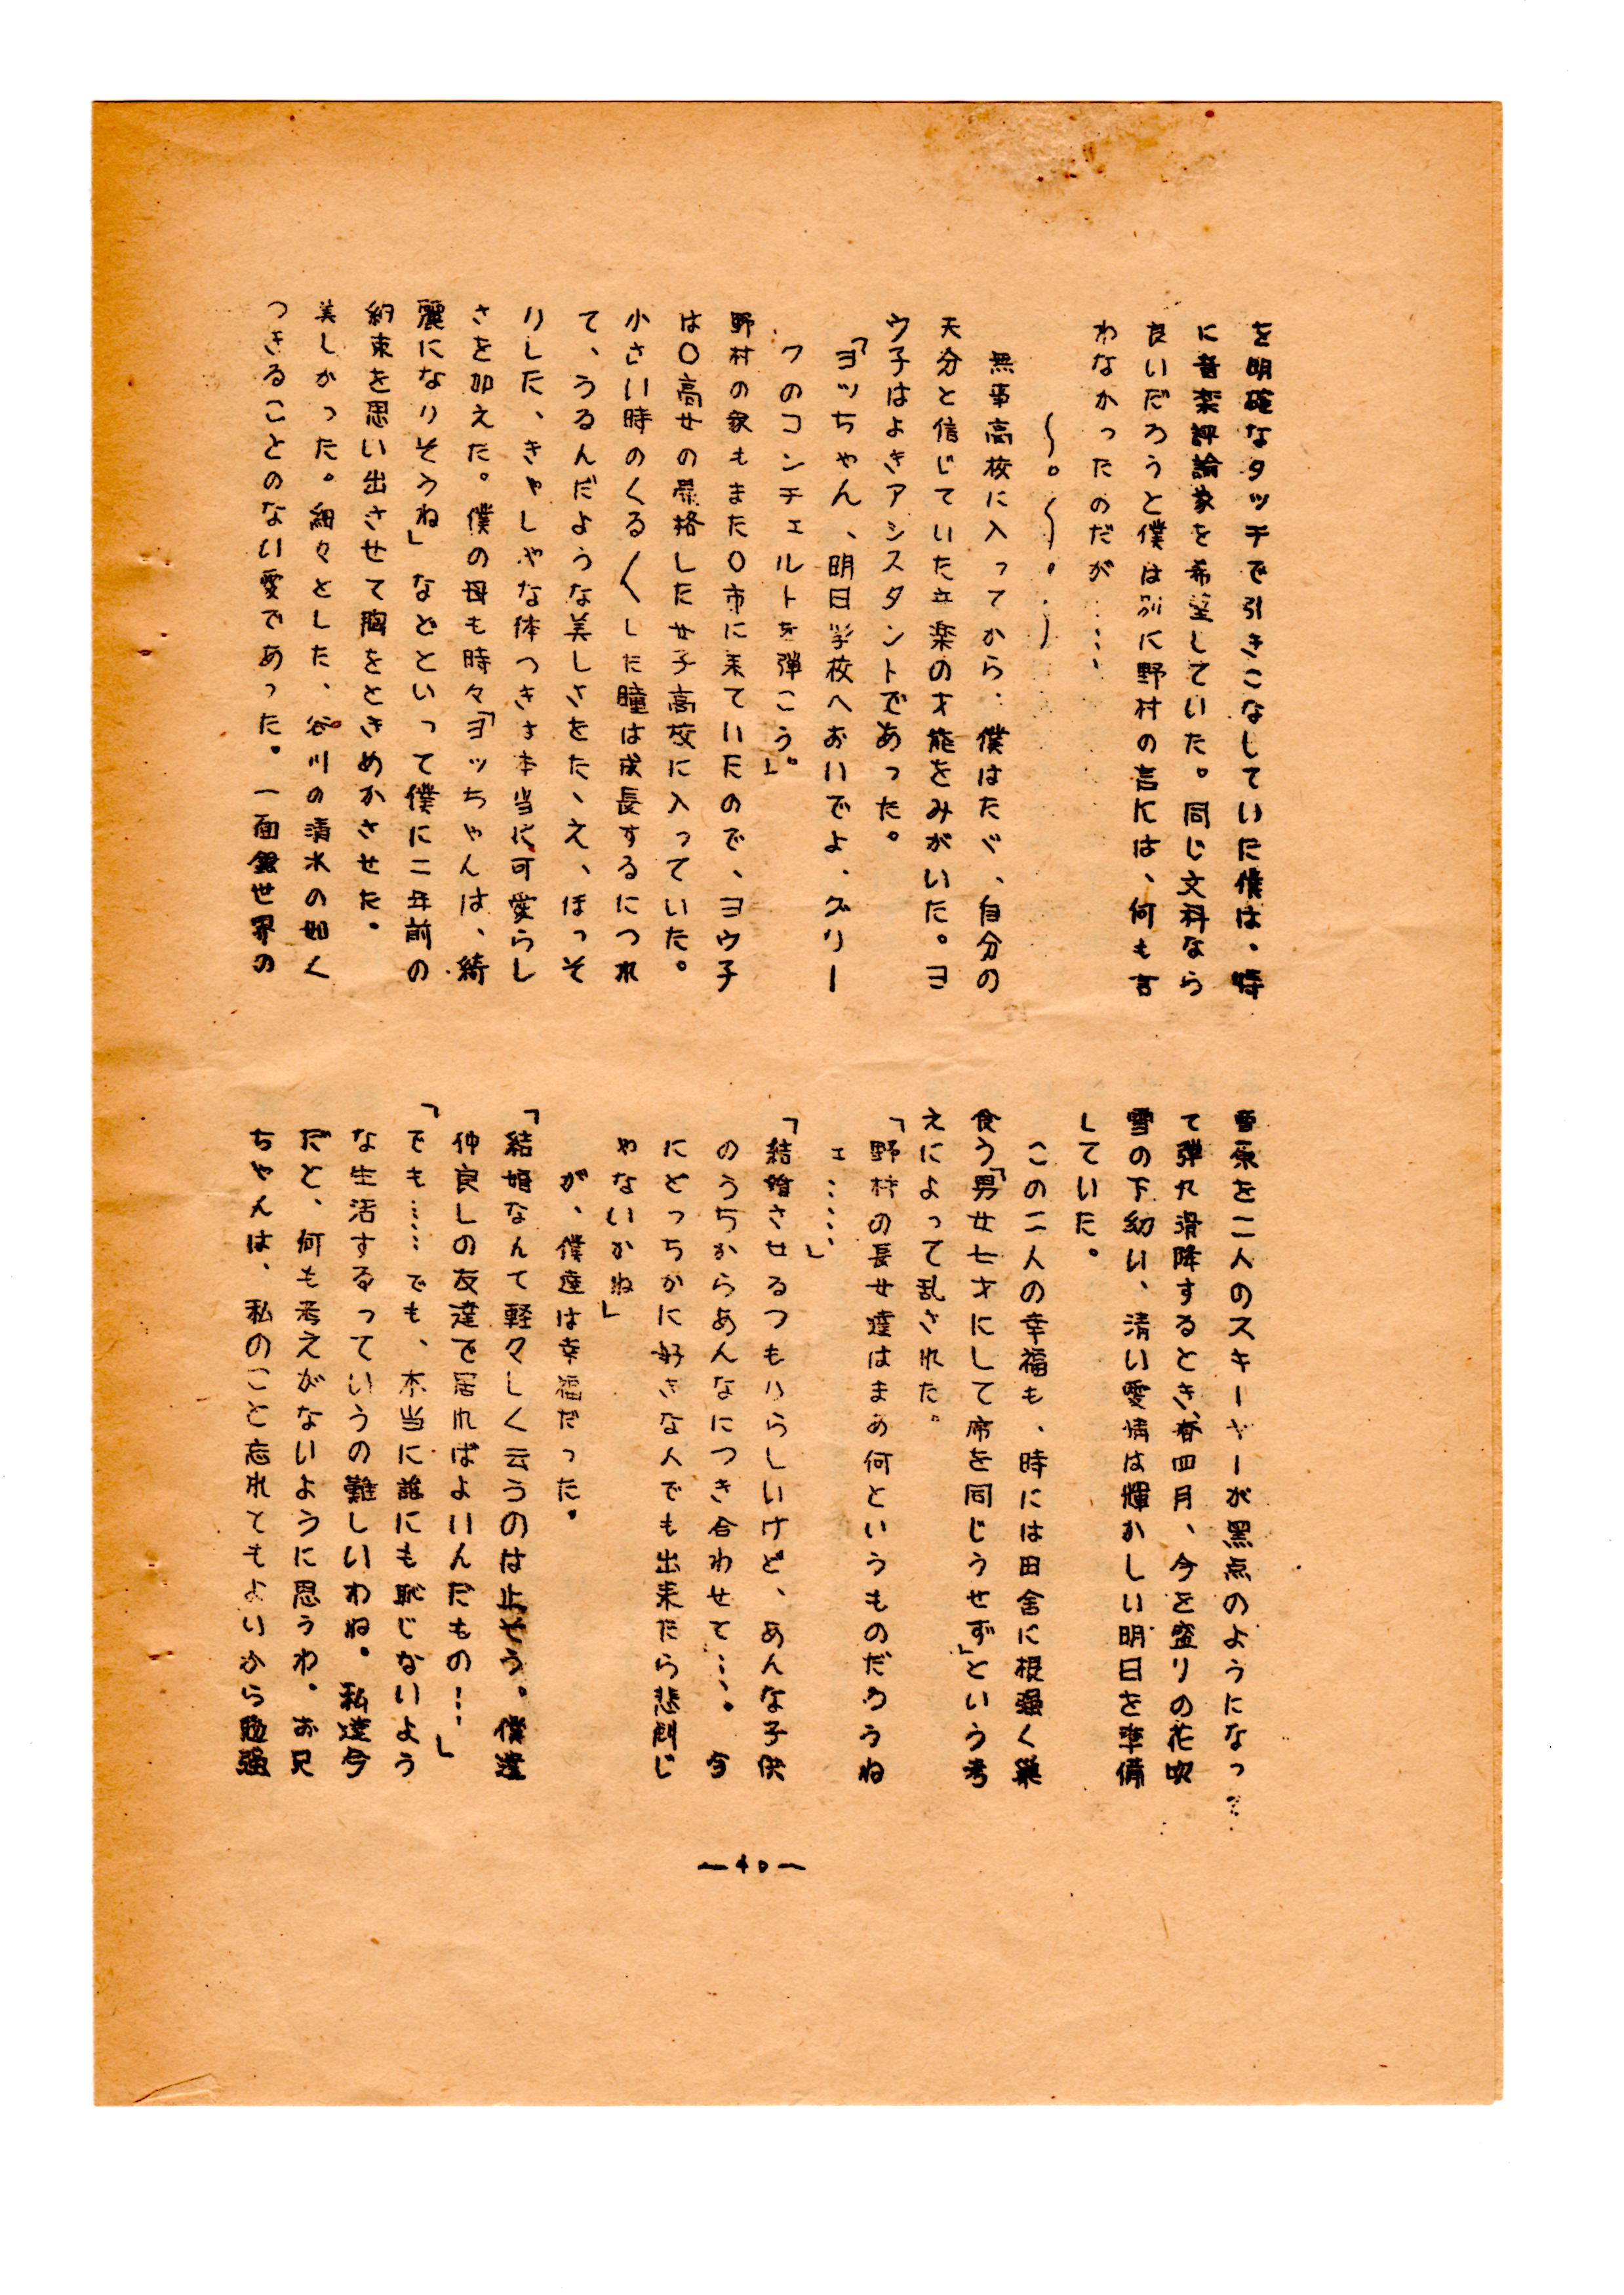 を明確なタッチで引きこなしていた僕は、特
に音楽評論家を希望していた。同じ文科なら
良いだろうと僕は別に野村の言には、何も言
わなかったのだが……
〜。〜。〜
無事高校に入ってから、僕はたゞ、自分の
天分と信じていた音楽の才能をみがいた。ヨ
ウ子はよきアシスタントであった。
「ヨッちゃん、明日学校へおいでよ、グリー
クのコンチェルトを弾こう。」
野村の家もまた〇市に来ていたので、ヨウ子
は〇高女の昇格した女子高校に入っていた。
小さい時のくる〱した瞳は成長するにつれ
て、うるんだような美しさをたゝえ、ほっそ
りした、きゃしゃな体つきは本当に可愛らし
さを加えた。僕の母も時々「ヨッちゃんは、綺
麗になりそうね」などといって僕に二年前の
約束を思い出させて胸をときめかさせた。
美しかった。細々とした、谷川の清水の如く
つきることのない愛であった。一面銀世界の
雪原を二人のスキーヤーが黒点のようになっ
て弾丸滑降するとき、春四月、今を盛りの花吹
雪の下幼い、清い愛情は輝かしい明日を準備
していた。
この二人の幸福も、時には田舎に根強く巣
食う「男女七才にして席を同じうせず」という考
えによって乱された。
「野村の長女達はまあ何というものだろうね
ェ……」
「結婚させるつもりらしいけど、あんな子供
のうちからあんなにつき合わせて…。今
にどっちかに好きな人でも出来たら悲劇じ
ゃないかね」
が、僕達は幸福だった。
「結婚なんて軽々しく云うのは止そう。僕達
仲良しの友達で居ればよいんだもの…」
「でも……でも、本当に誰にも恥じないよう
な生活するっていうの難しいわね。私達今
だと、何も考えがないように思うわ。お兄
ちゃんは、私のこと忘れてもよいから勉強
—40—